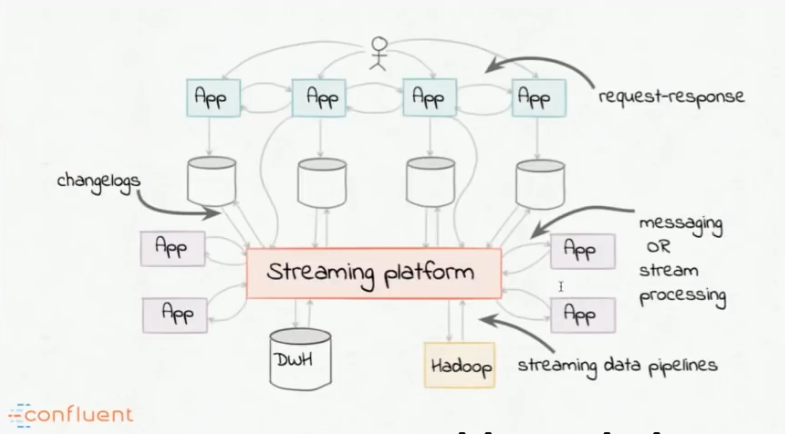 App
App
App
App
request-response
changelogs
App
App
Streaming platform
App
App
messaging
OR
stream
processing
DWH
Hadoop
streaming data pipelines
confluent